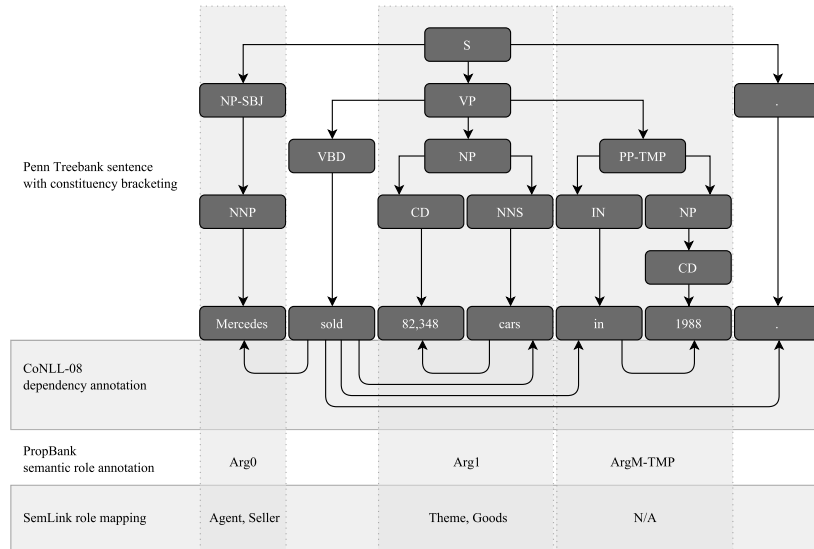 S
NP-SBJ VP .
VBD NP PP-TMP
Penn Treebank sentence
with constituency bracketing
NNP CD NNS IN NP
CD
Mercedes sold 82,348 cars in 1988 .
CoNLL-08
dependency annotation
PropBank
semantic role annotation
Arg0 Arg1 ArgM-TMP
SemLink role mapping Agent, Seller Theme, Goods N/A